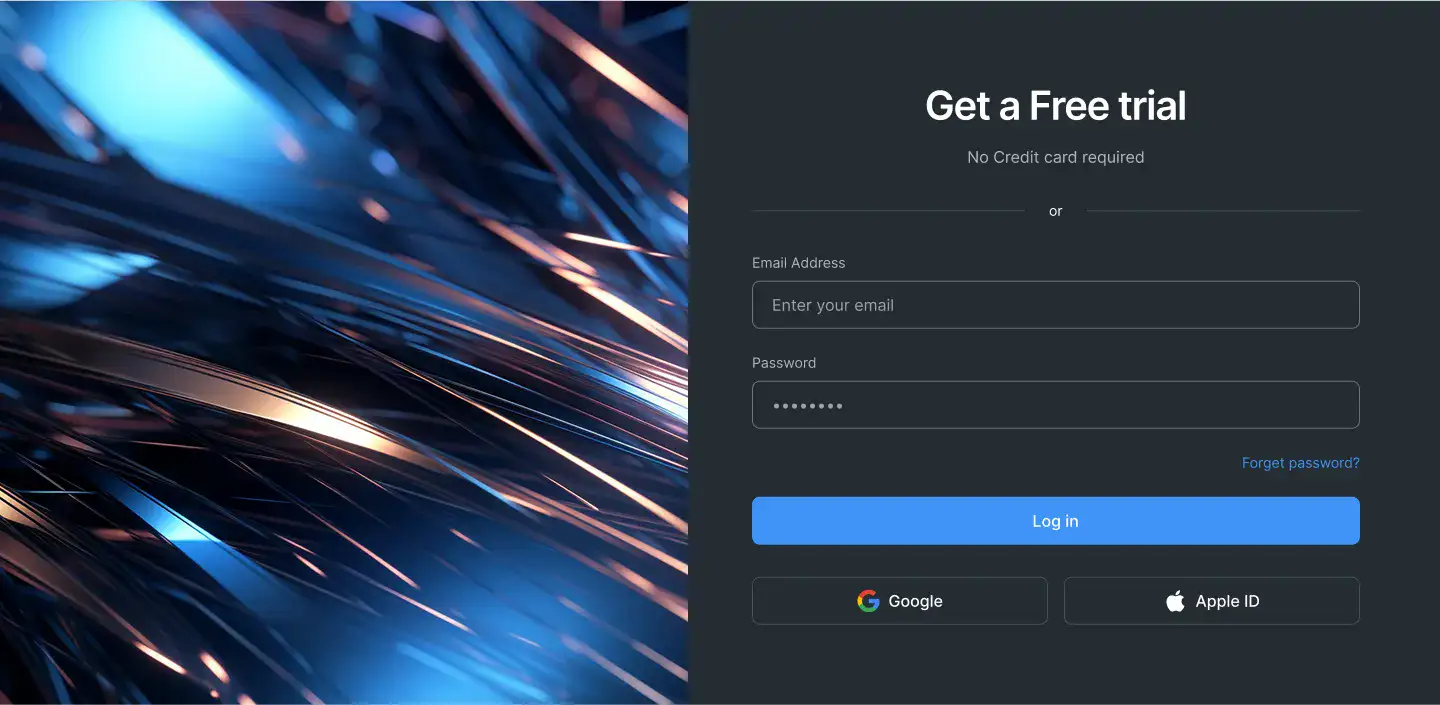 Get a Free trial
No Credit card required
or
Email Address
Enter your email
Password
••••••••
Forget password?
Log in
Google
Apple ID